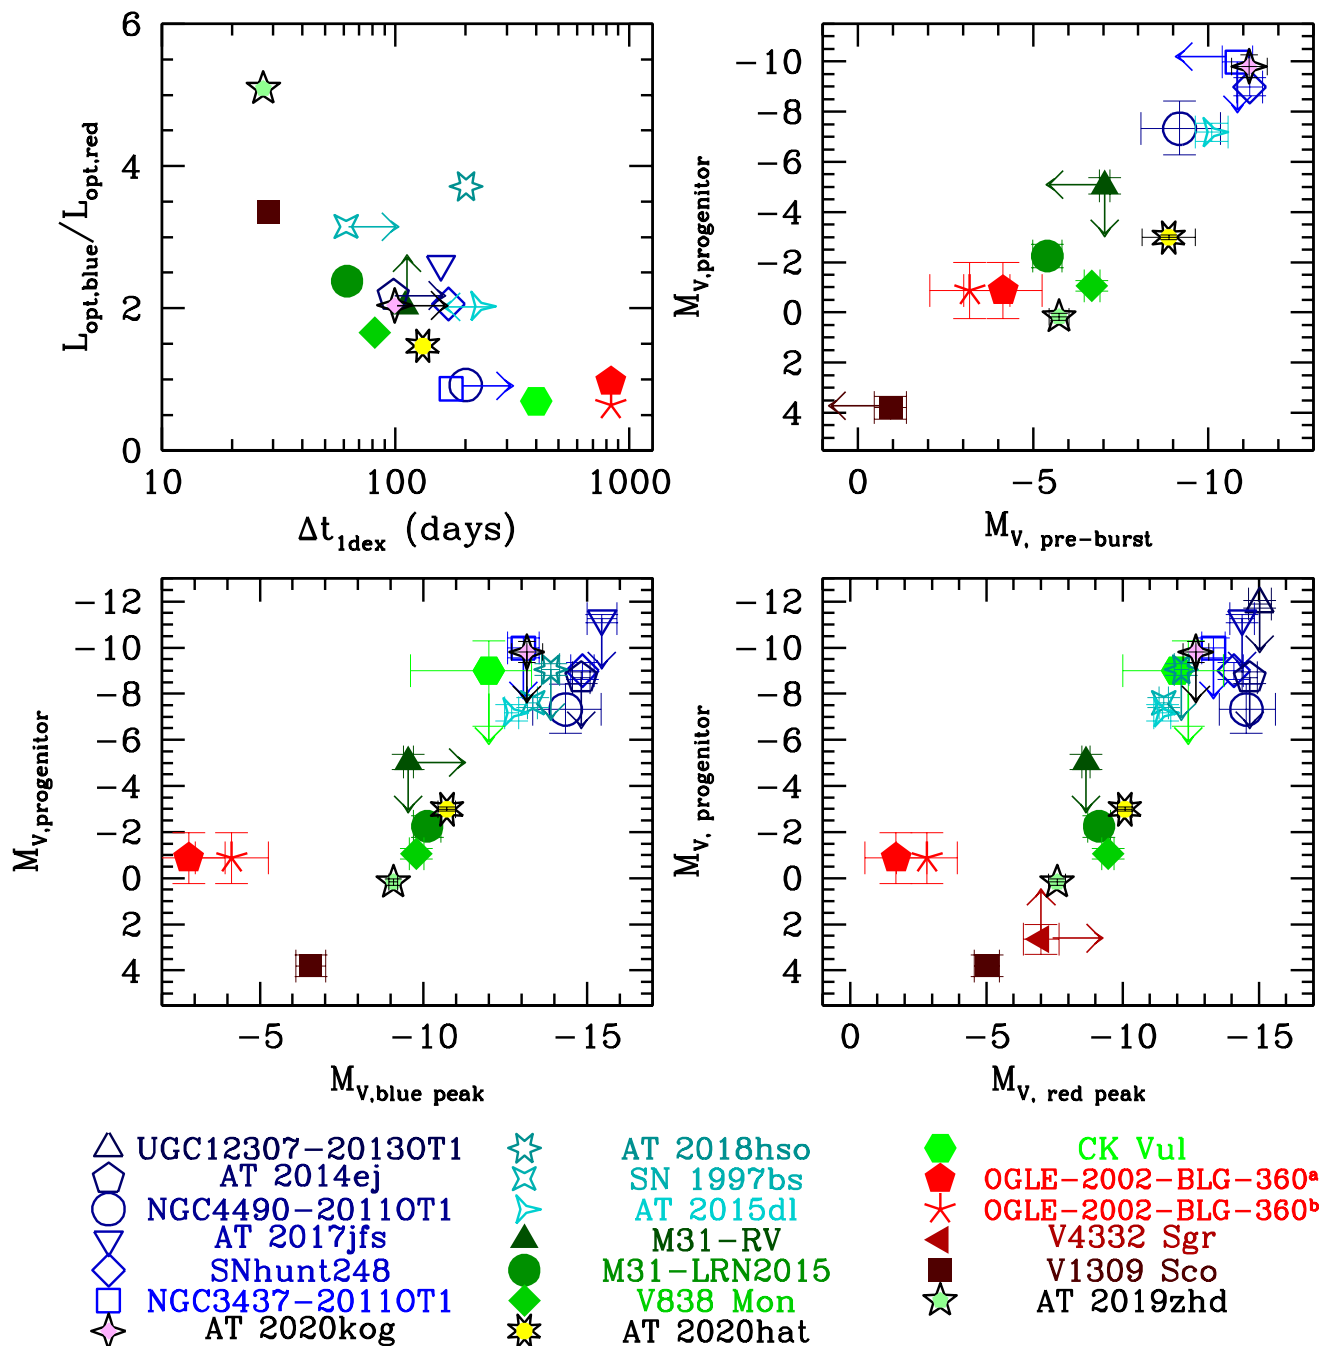 6
4
2
0
10
100
1000
L_opt,blue/L_opt,red
Δt_1dex (days)
−10
−8
−6
−4
−2
0
2
4
0
−5
−10
M_V,progenitor
M_V, pre−burst
−12
−10
−8
−6
−4
−2
0
2
4
−5
−10
−15
M_V,progenitor
M_V,blue peak
−12
−10
−8
−6
−4
−2
0
2
4
0
−5
−10
−15
M_V, progenitor
M_V, red peak
UGC12307−2013OT1
AT 2014ej
NGC4490−2011OT1
AT 2017jfs
SNhunt248
NGC3437−2011OT1
AT 2020kog
AT 2018hso
SN 1997bs
AT 2015dl
M31−RV
M31−LRN2015
V838 Mon
AT 2020hat
CK Vul
OGLE−2002−BLG−360ᵃ
OGLE−2002−BLG−360ᵇ
V4332 Sgr
V1309 Sco
AT 2019zhd